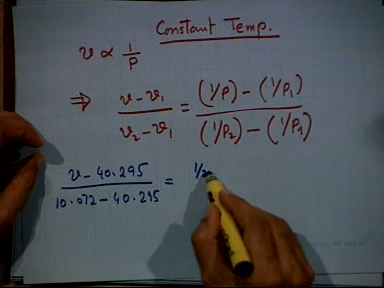 Constant Temp.
v ∝ 1/P
⇒ (v - v₁)/(v₂ - v₁) = ((1/P) - (1/P₁))/((1/P₂) - (1/P₁))
(v - 40.295)/(10.072 - 40.295) = 1/2